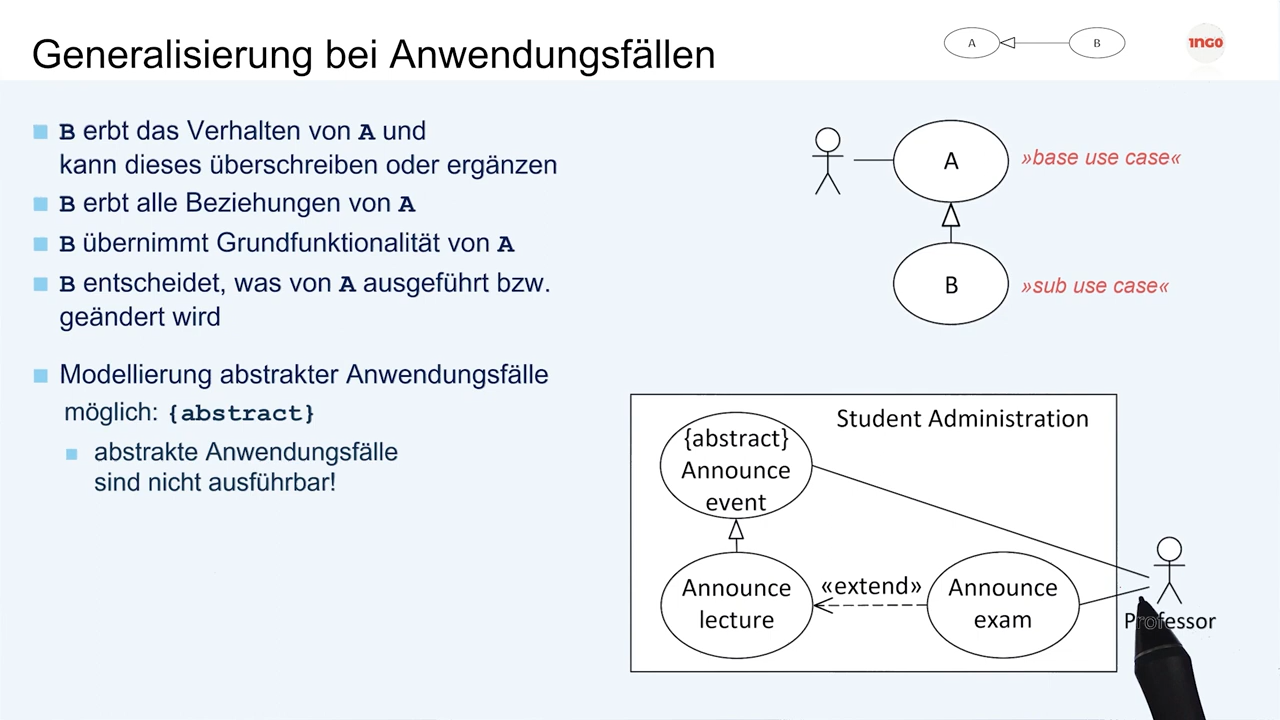 Generalisierung bei Anwendungsfällen
A
B
1NG0
B erbt das Verhalten von A und
kann dieses überschreiben oder ergänzen
B erbt alle Beziehungen von A
B übernimmt Grundfunktionalität von A
B entscheidet, was von A ausgeführt bzw.
geändert wird
Modellierung abstrakter Anwendungsfälle
möglich: {abstract}
abstrakte Anwendungsfälle
sind nicht ausführbar!
A
»base use case«
B
»sub use case«
Student Administration
{abstract}
Announce
event
Announce
lecture
«extend»
Announce
exam
Professor